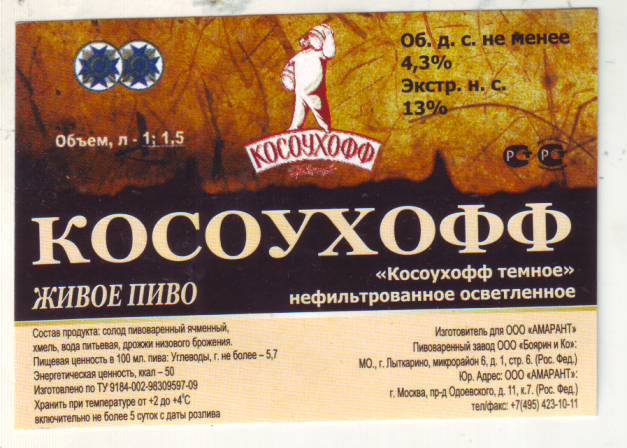 Об. д. с. не менее
4,3%
Экстр. н. с.
13%
Объем, л - 1; 1,5
КОСОУХОФФ
КОСОУХОФФ
«Косоухофф темное»
ЖИВОЕ ПИВО
нефильтрованное осветленное
Состав продукта: солод пивоваренный ячменный,
хмель, вода питьевая, дрожжи низового брожения.
Пищевая ценность в 100 мл. пива: Углеводы, г. не более – 5,7
Энергетическая ценность, ккал – 50
Изготовлено по ТУ 9184-002-98309597-09
Хранить при температуре от +2 до +4°С
включительно не более 5 суток с даты розлива
Изготовитель для ООО «АМАРАНТ»
Пивоваренный завод ООО «Боярин и Ко»:
МО., г. Лыткарино, микрорайон 6, д. 1, стр. 6. (Рос. Фед.)
Юр. Адрес: ООО «АМАРАНТ»:
г. Москва, пр-д Одоевского, д. 11, к.7. (Рос. Фед.)
тел/факс: +7(495) 423-10-11